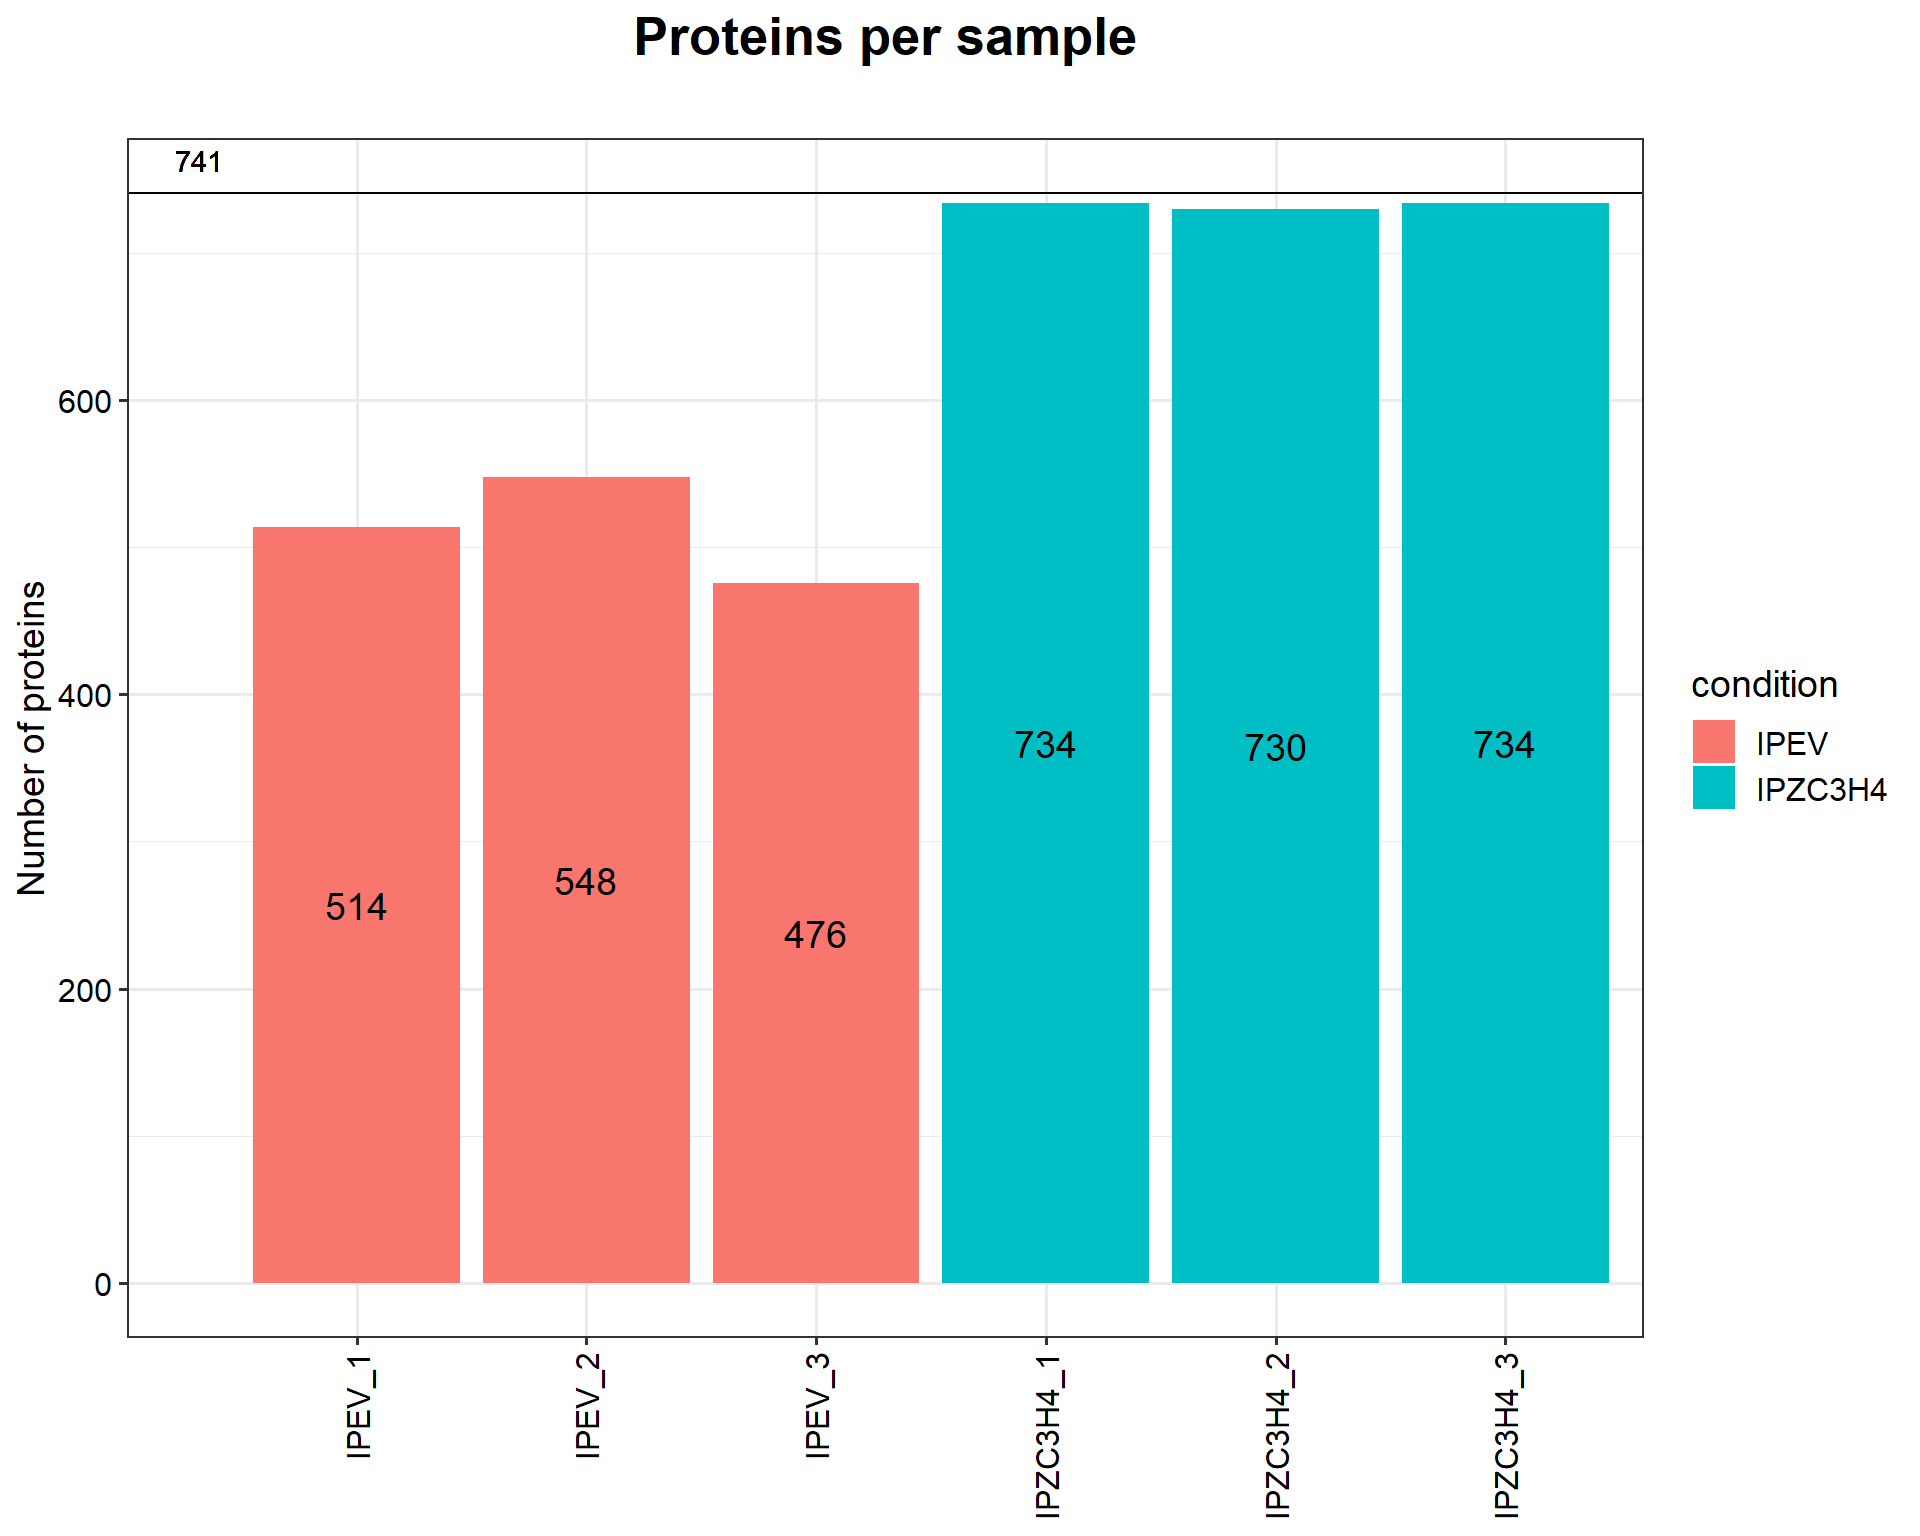 Proteins per sample
741
600
400
200
0
Number of proteins
514
548
476
734
730
734
IPEV_1
IPEV_2
IPEV_3
IPZC3H4_1
IPZC3H4_2
IPZC3H4_3
condition
IPEV
IPZC3H4